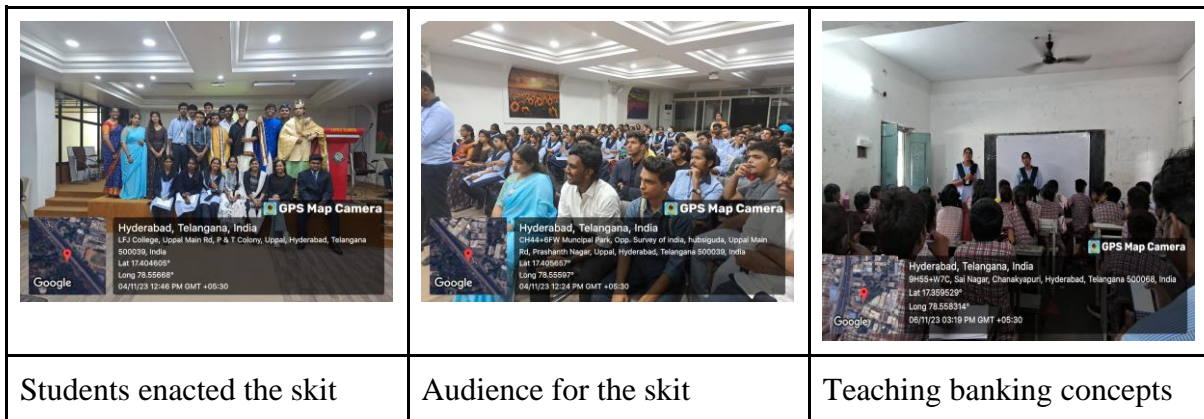 GPS Map Camera
Hyderabad, Telangana, India
LFJ College, Uppal Main Rd, P & T Colony, Uppal, Hyderabad, Telangana
500039, India
Lat 17.404605°
Long 78.55668°
04/11/23 12:46 PM GMT +05:30
Google
GPS Map Camera
Hyderabad, Telangana, India
CH44+6FW Muncipal Park, Opp. Survey of india, hubsiguda, Uppal Main
Rd, Prashanth Nagar, Uppal, Hyderabad, Telangana 500039, India
Lat 17.405657°
Long 78.55597°
04/11/23 12:24 PM GMT +05:30
Google
GPS Map Camera
Hyderabad, Telangana, India
9H55+W7C, Sai Nagar, Chanakyapuri, Hyderabad, Telangana 500068, India
Lat 17.359529°
Long 78.558314°
06/11/23 03:19 PM GMT +05:30
Google
Students enacted the skit
Audience for the skit
Teaching banking concepts